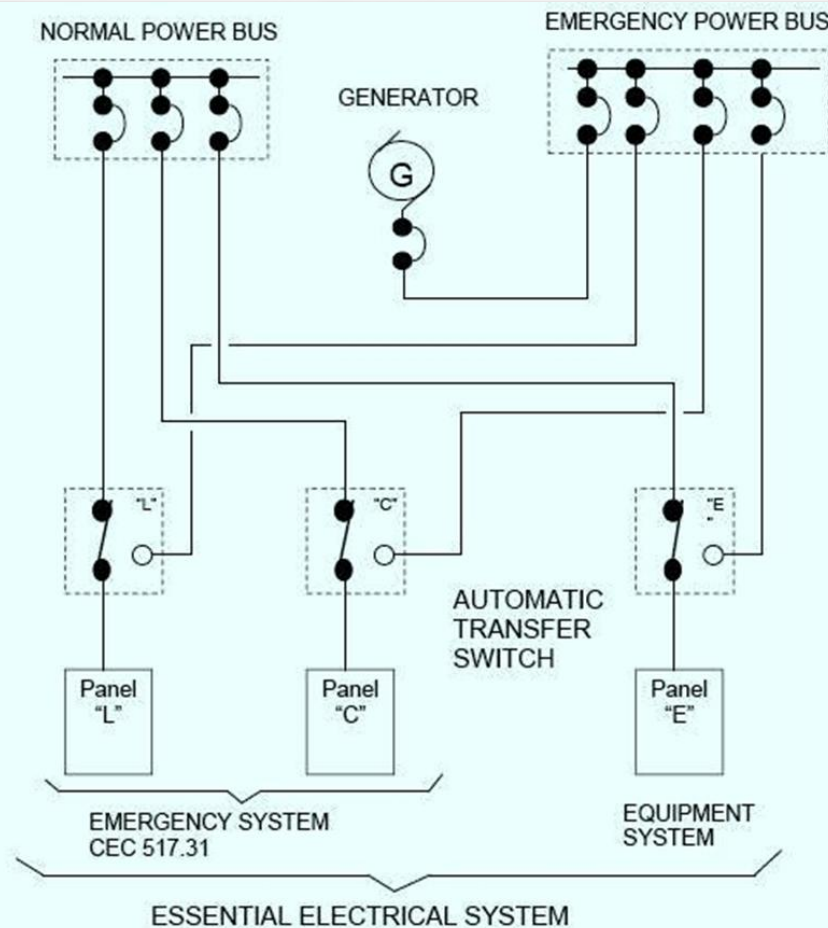 NORMAL POWER BUS
EMERGENCY POWER BUS
GENERATOR
G
"L"
"C"
"E
"
AUTOMATIC
TRANSFER
SWITCH
Panel
“L”
Panel
“C”
Panel
“E”
EMERGENCY SYSTEM
CEC 517.31
EQUIPMENT
SYSTEM
ESSENTIAL ELECTRICAL SYSTEM